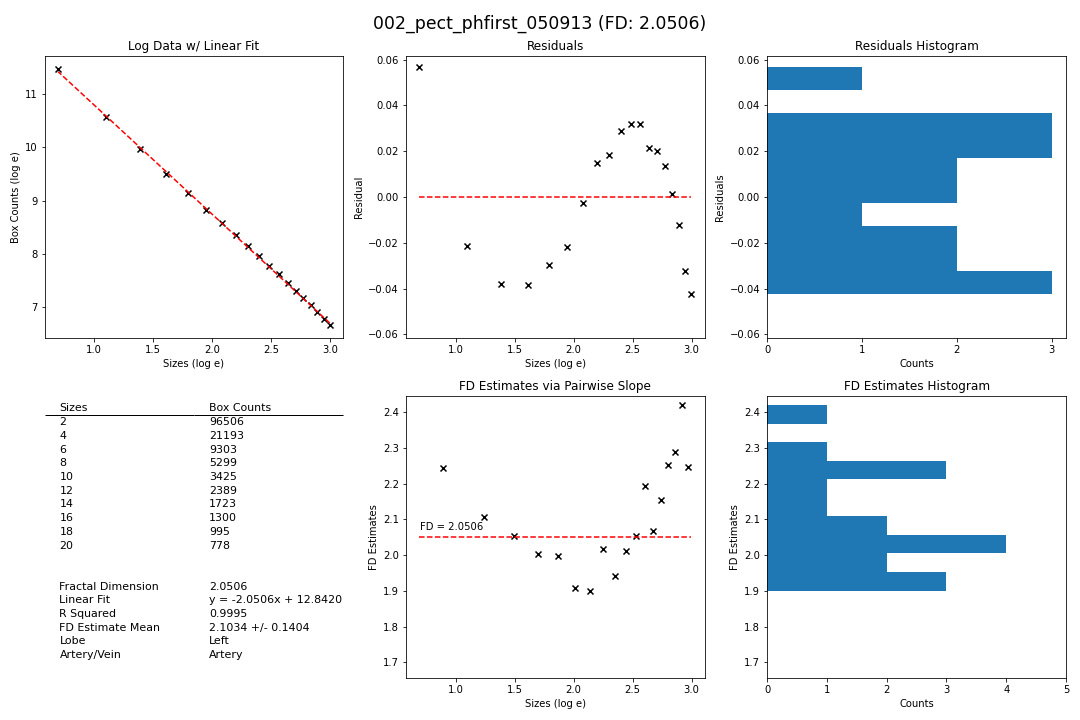 002_pect_phfirst_050913 (FD: 2.0506)
Log Data w/ Linear Fit
Box Counts (log e)
11
10
9
8
7
1.0 1.5 2.0 2.5 3.0
Sizes (log e)
Residuals
Residual
0.06
0.04
0.02
0.00
−0.02
−0.04
−0.06
1.0 1.5 2.0 2.5 3.0
Sizes (log e)
Residuals Histogram
Residuals
0.06
0.04
0.02
0.00
−0.02
−0.04
−0.06
0 1 2 3
Counts
Sizes Box Counts
2 96506
4 21193
6 9303
8 5299
10 3425
12 2389
14 1723
16 1300
18 995
20 778
Fractal Dimension 2.0506
Linear Fit y = -2.0506x + 12.8420
R Squared 0.9995
FD Estimate Mean 2.1034 +/- 0.1404
Lobe Left
Artery/Vein Artery
FD Estimates via Pairwise Slope
FD Estimates
2.4
2.3
2.2
2.1
2.0
1.9
1.8
1.7
FD = 2.0506
1.0 1.5 2.0 2.5 3.0
Sizes (log e)
FD Estimates Histogram
FD Estimates
2.4
2.3
2.2
2.1
2.0
1.9
1.8
1.7
0 1 2 3 4 5
Counts